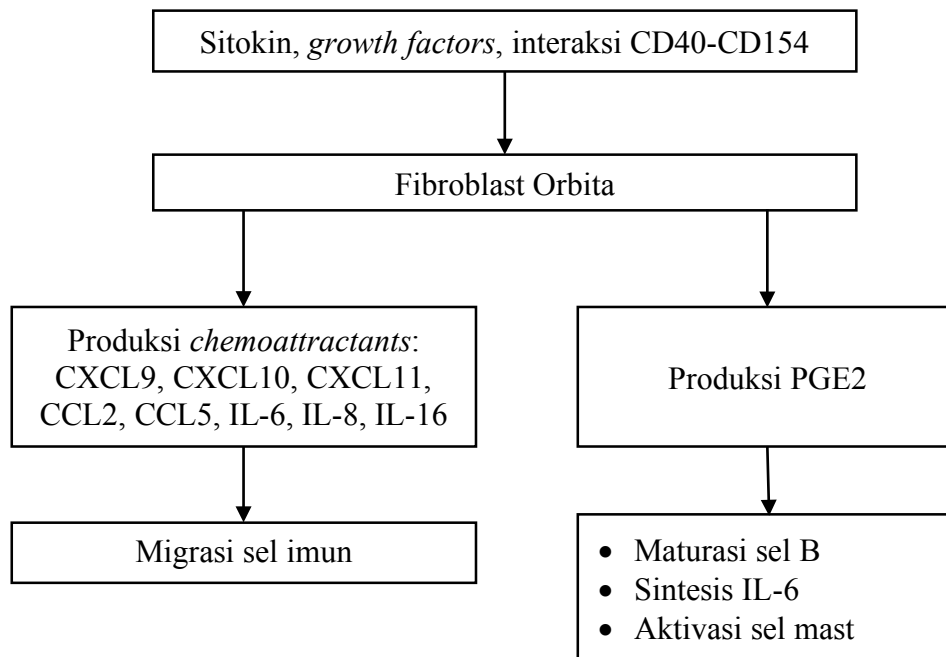 Sitokin, growth factors, interaksi CD40-CD154
Fibroblast Orbita
Produksi chemoattractants:
CXCL9, CXCL10, CXCL11,
CCL2, CCL5, IL-6, IL-8, IL-16
Produksi PGE2
Migrasi sel imun
• Maturasi sel B
• Sintesis IL-6
• Aktivasi sel mast